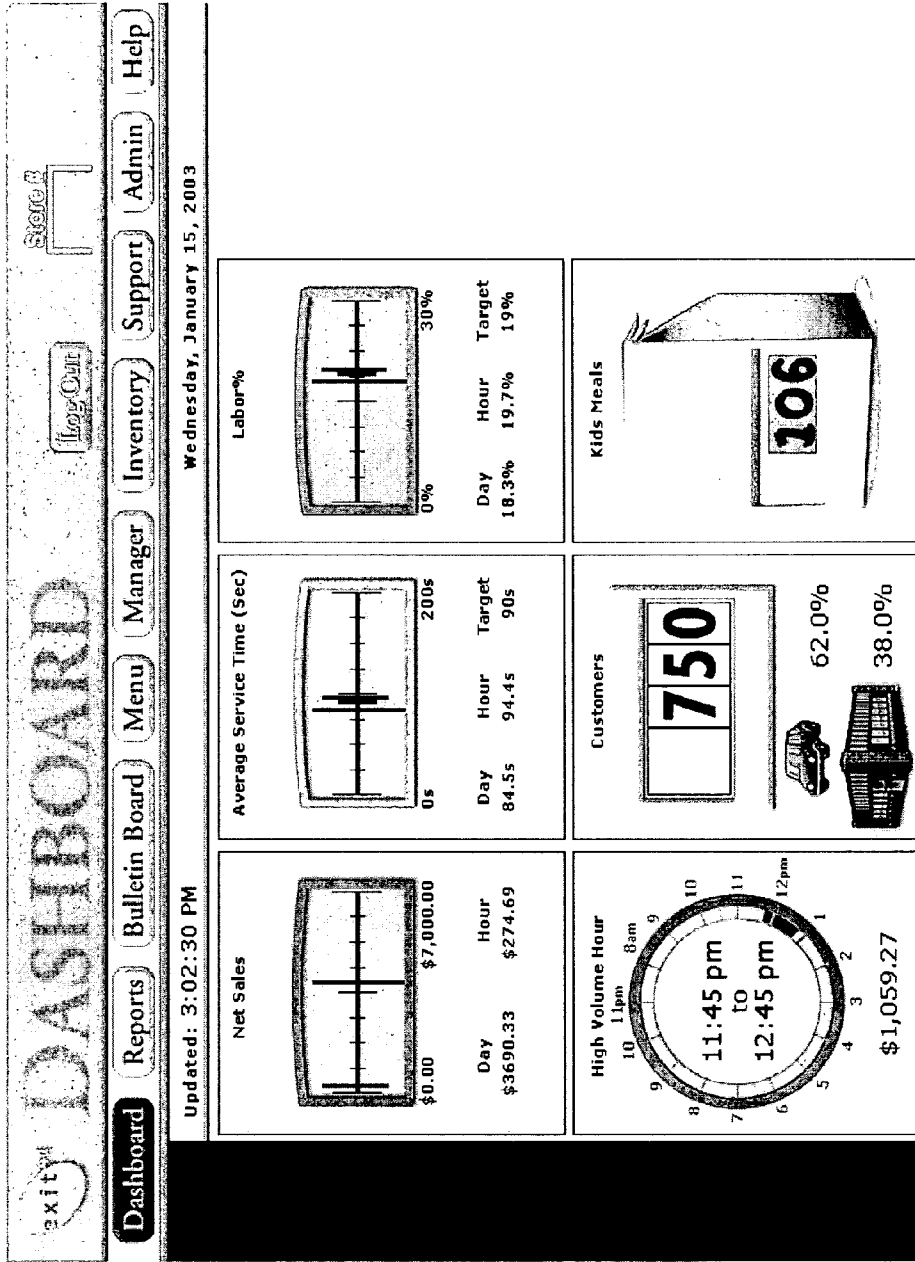 exit
DASHBOARD
Log Out
Store #
Dashboard Reports Bulletin Board Menu Manager Inventory Support Admin Help
Updated: 3:02:30 PM Wednesday, January 15, 2003
Net Sales
$0.00 $7,000.00
Day Hour
$3690.33 $274.69
Average Service Time (Sec)
0s 200s
Day Hour Target
84.5s 94.4s 90s
Labor%
0% 30%
Day Hour Target
18.3% 19.7% 19%
High Volume Hour
11pm 8am
10 9
9 10
8 11
7 12pm
6 1
5 2
4 3
11:45 pm
to
12:45 pm
$1,059.27
Customers
750
62.0%
38.0%
Kids Meals
106